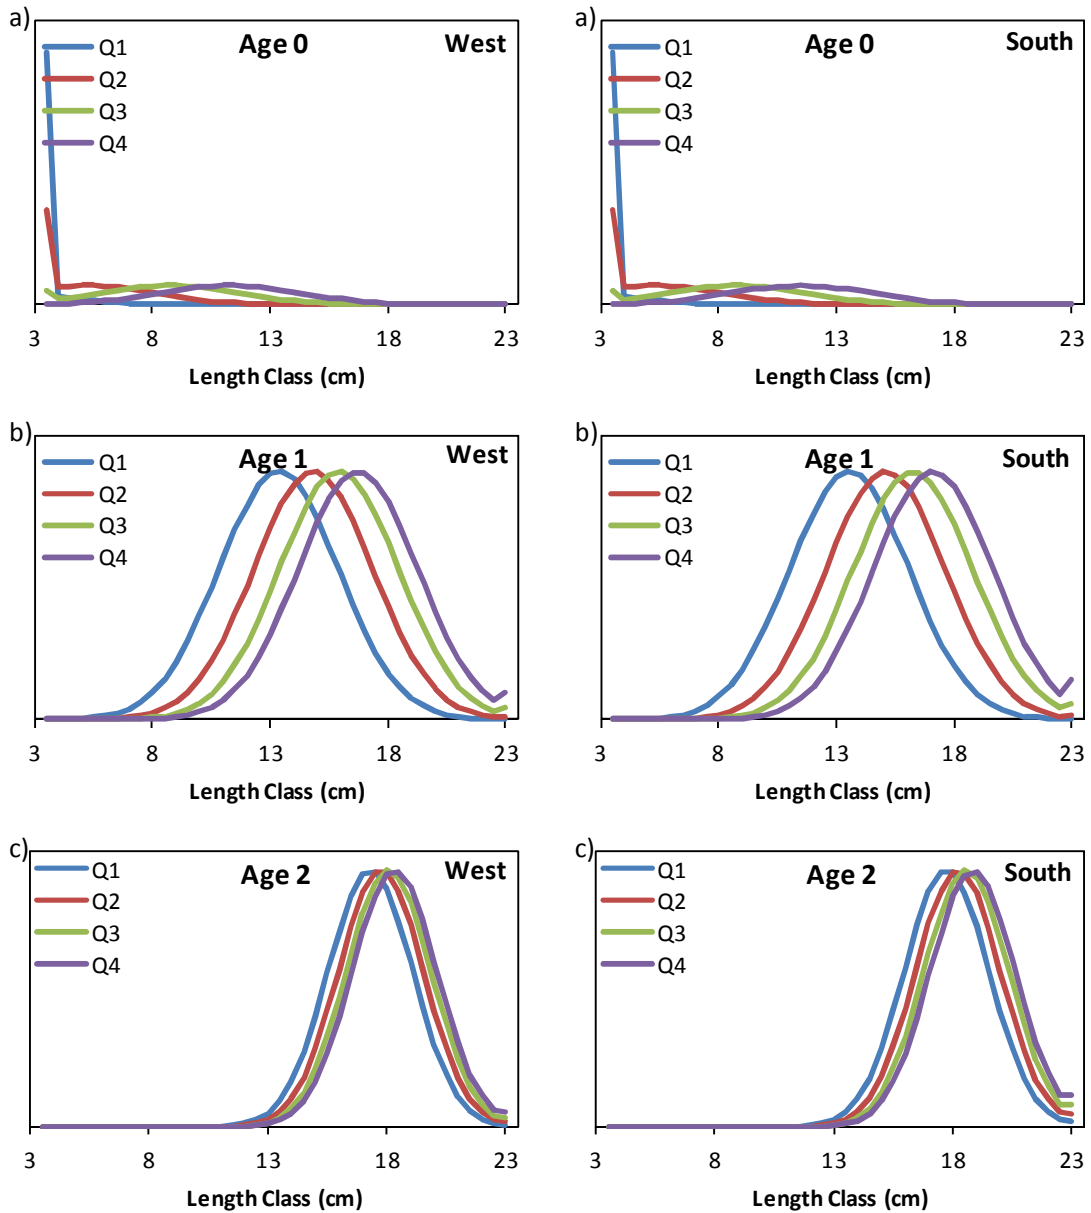 a)
Age 0
West
Q1
Q2
Q3
Q4
3 8 13 18 23
Length Class (cm)
a)
Age 0
South
Q1
Q2
Q3
Q4
3 8 13 18 23
Length Class (cm)
b)
Age 1
West
Q1
Q2
Q3
Q4
3 8 13 18 23
Length Class (cm)
b)
Age 1
South
Q1
Q2
Q3
Q4
3 8 13 18 23
Length Class (cm)
c)
Age 2
West
Q1
Q2
Q3
Q4
3 8 13 18 23
Length Class (cm)
c)
Age 2
South
Q1
Q2
Q3
Q4
3 8 13 18 23
Length Class (cm)